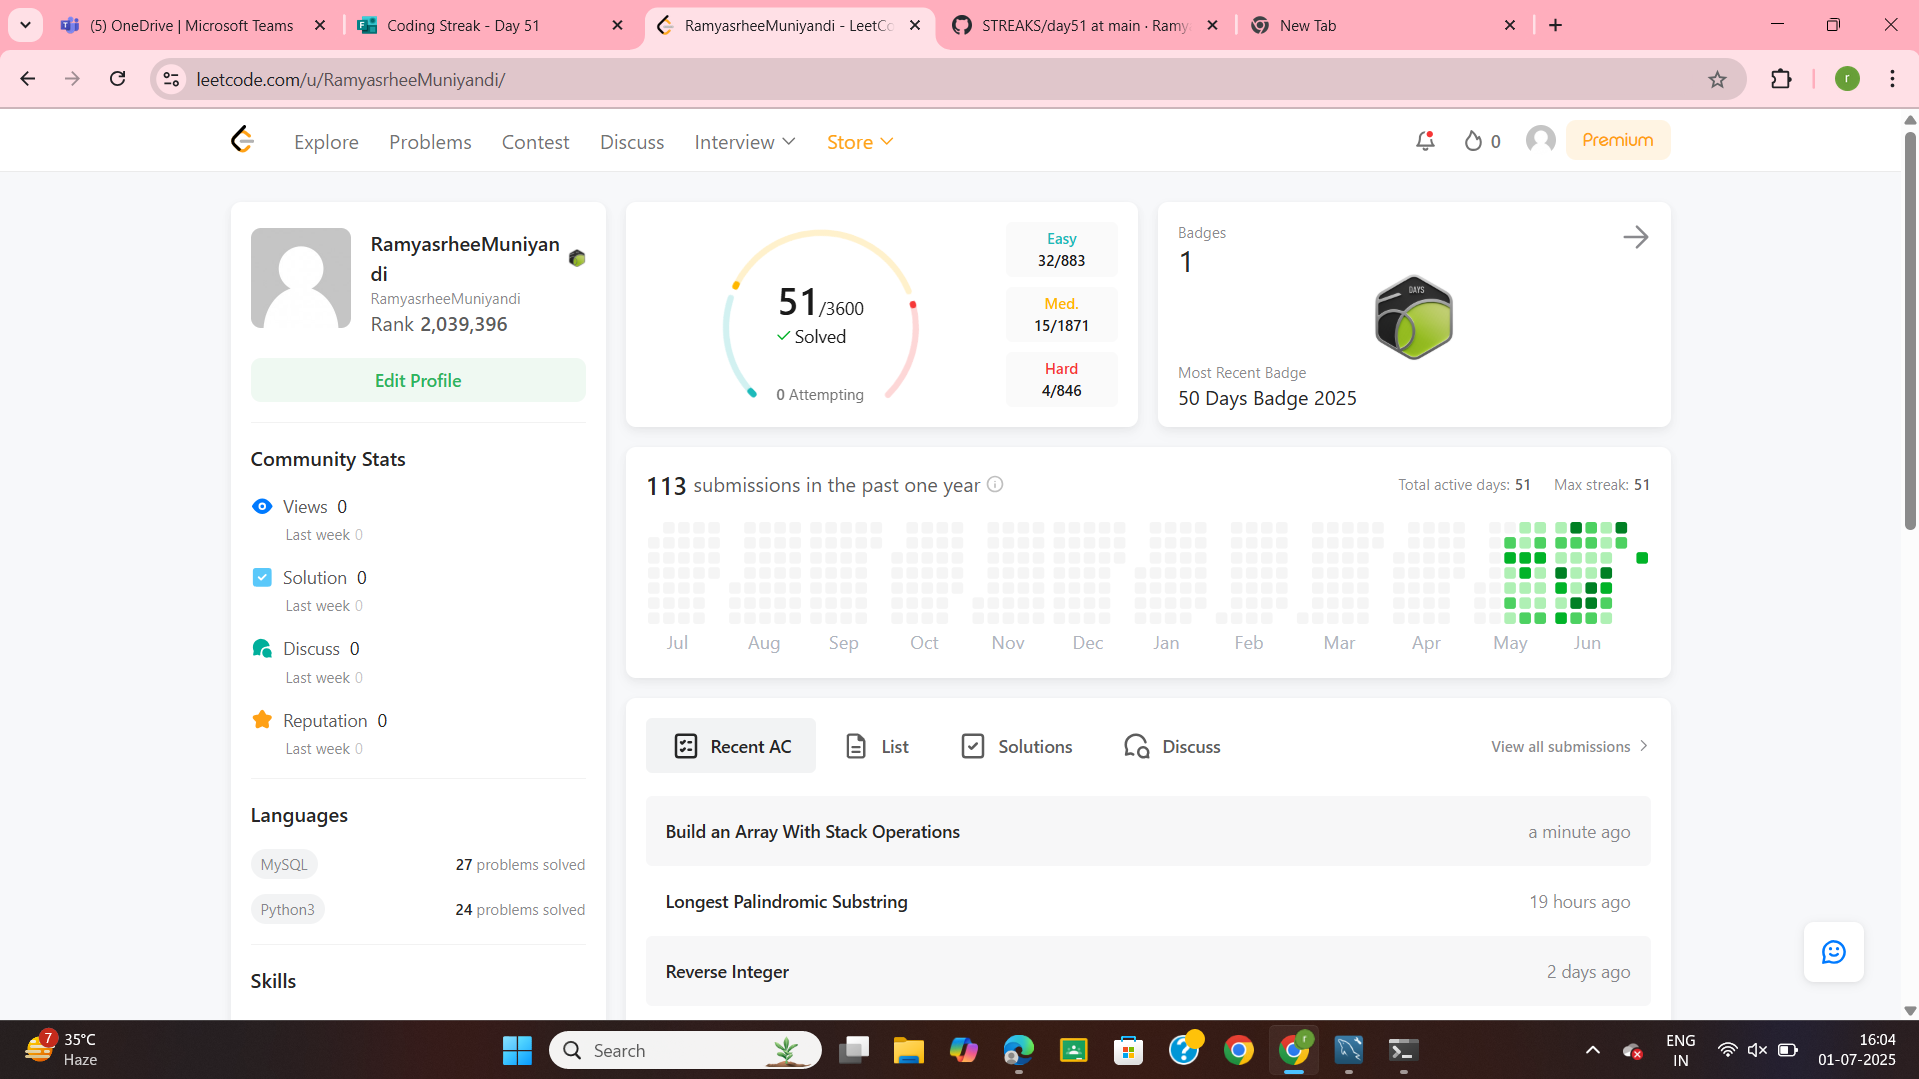 (5) OneDrive | Microsoft Teams
Coding Streak - Day 51
RamyasrheeMuniyandi - LeetCo
STREAKS/day51 at main · Ramya
New Tab
leetcode.com/u/RamyasrheeMuniyandi/
r
Explore
Problems
Contest
Discuss
Interview
Store
0
Premium
RamyasrheeMuniyan
di
RamyasrheeMuniyandi
Rank 2,039,396
Edit Profile
Community Stats
Views 0
Last week 0
Solution 0
Last week 0
Discuss 0
Last week 0
Reputation 0
Last week 0
Languages
MySQL
27 problems solved
Python3
24 problems solved
Skills
51/3600
Solved
0 Attempting
Easy
32/883
Med.
15/1871
Hard
4/846
Badges
1
DAYS
Most Recent Badge
50 Days Badge 2025
113 submissions in the past one year
Total active days: 51
Max streak: 51
Jul
Aug
Sep
Oct
Nov
Dec
Jan
Feb
Mar
Apr
May
Jun
Recent AC
List
Solutions
Discuss
View all submissions
Build an Array With Stack Operations
a minute ago
Longest Palindromic Substring
19 hours ago
Reverse Integer
2 days ago
7
35°C
Haze
Search
r
ENG
IN
16:04
01-07-2025